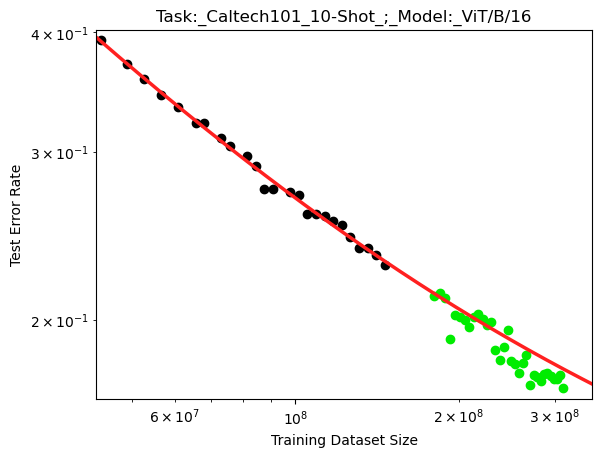 Task:_Caltech101_10-Shot_;_Model:_ViT/B/16
4 × 10⁻¹
3 × 10⁻¹
2 × 10⁻¹
Test Error Rate
6 × 10⁷
10⁸
2 × 10⁸
3 × 10⁸
Training Dataset Size